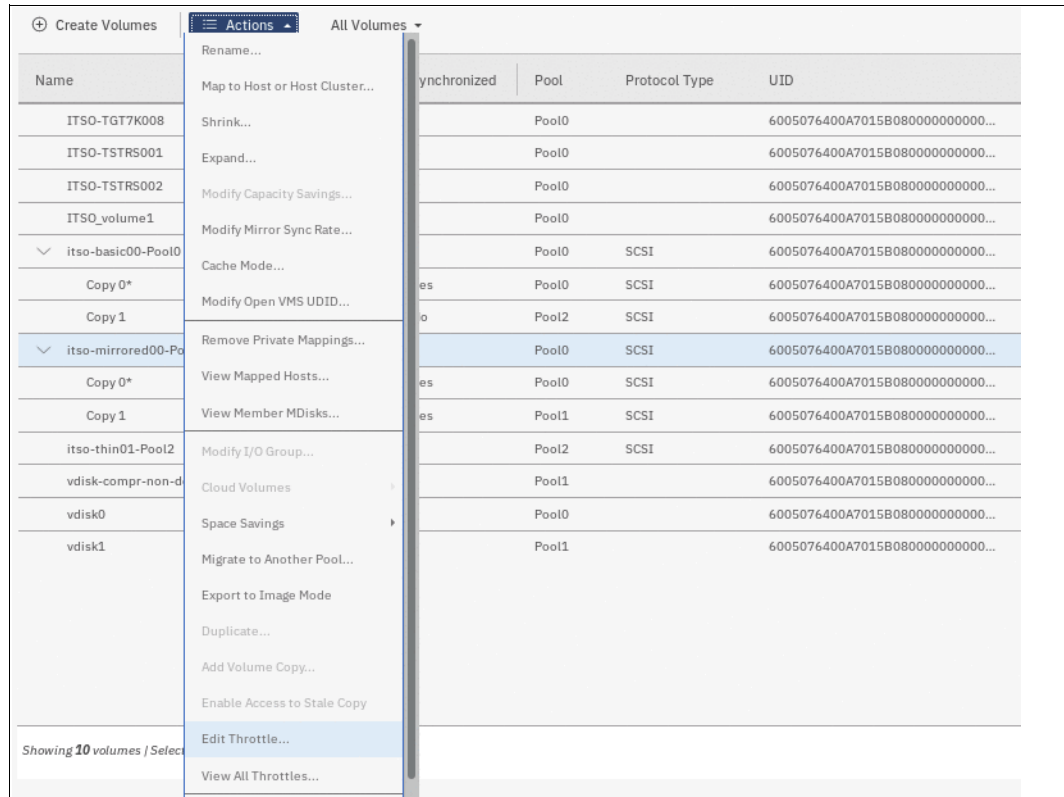 Create Volumes Actions All Volumes
Name ynchronized Pool Protocol Type UID
Rename...
Map to Host or Host Cluster...
Shrink...
Expand...
Modify Capacity Savings...
Modify Mirror Sync Rate...
Cache Mode...
Modify Open VMS UDID...
Remove Private Mappings...
View Mapped Hosts...
View Member MDisks...
Modify I/O Group...
Cloud Volumes
Space Savings
Migrate to Another Pool...
Export to Image Mode
Duplicate...
Add Volume Copy...
Enable Access to Stale Copy
Edit Throttle...
View All Throttles...
ITSO-TGT7K008 Pool0 6005076400A7015B080000000000...
ITSO-TSTRS001 Pool0 6005076400A7015B080000000000...
ITSO-TSTRS002 Pool0 6005076400A7015B080000000000...
ITSO_volume1 Pool0 6005076400A7015B080000000000...
itso-basic00-Pool0 Pool0 SCSI 6005076400A7015B080000000000...
Copy 0* es Pool0 SCSI 6005076400A7015B080000000000...
Copy 1 o Pool2 SCSI 6005076400A7015B080000000000...
itso-mirrored00-Po Pool0 SCSI 6005076400A7015B080000000000...
Copy 0* es Pool0 SCSI 6005076400A7015B080000000000...
Copy 1 es Pool1 SCSI 6005076400A7015B080000000000...
itso-thin01-Pool2 Pool2 SCSI 6005076400A7015B080000000000...
vdisk-compr-non-d Pool1 6005076400A7015B080000000000...
vdisk0 Pool0 6005076400A7015B080000000000...
vdisk1 Pool1 6005076400A7015B080000000000...
Showing 10 volumes | Selec